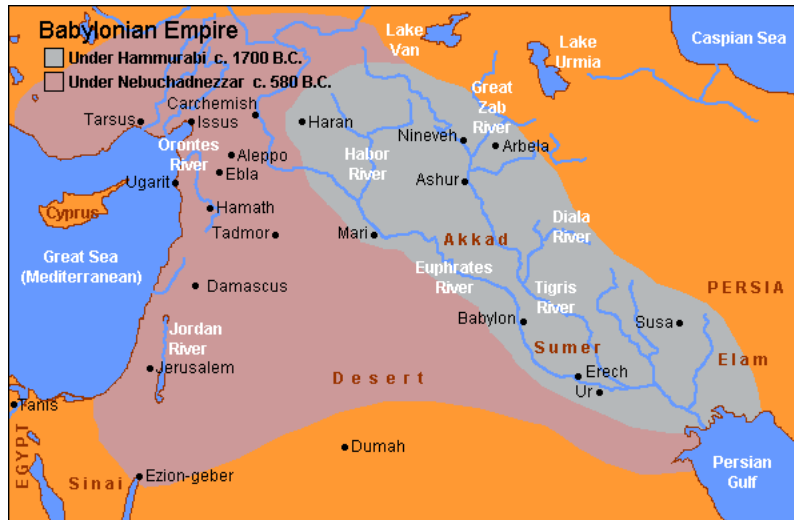 Babylonian Empire
Under Hammurabi c. 1700 B.C.
Under Nebuchadnezzar c. 580 B.C.
Lake
Van
Lake
Urmia
Caspian Sea
Carchemish
Tarsus
Issus
Haran
Great
Zab
River
Nineveh
Arbela
Orontes
River
Aleppo
Ebla
Habor
River
Ugarit
Ashur
Cyprus
Hamath
Tadmor
Mari
Akkad
Diala
River
Great Sea
(Mediterranean)
Euphrates
River
Damascus
Tigris
River
PERSIA
Babylon
Susa
Jordan
River
Sumer
Elam
Jerusalem
Desert
Erech
Ur
Tanis
EGYPT
Dumah
Sinai
Ezion-geber
Persian
Gulf